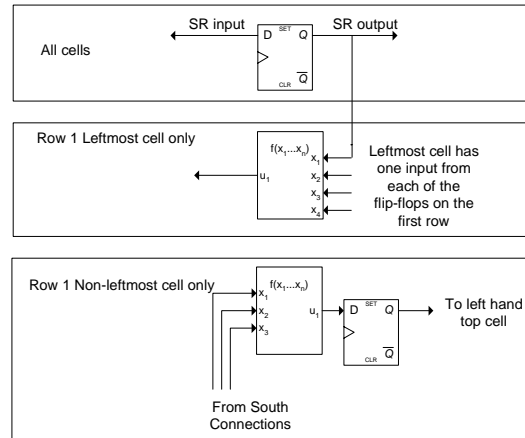 SR input
SR output
D
SET
Q
All cells
Q
CLR
Row 1 Leftmost cell only
f(x1...xn)
x1
u1
x2
x3
x4
Leftmost cell has
one input from
each of the
flip-flops on the
first row
Row 1 Non-leftmost cell only
f(x1...xn)
x1
x2
x3
u1
D
SET
Q
Q
CLR
To left hand
top cell
From South
Connections